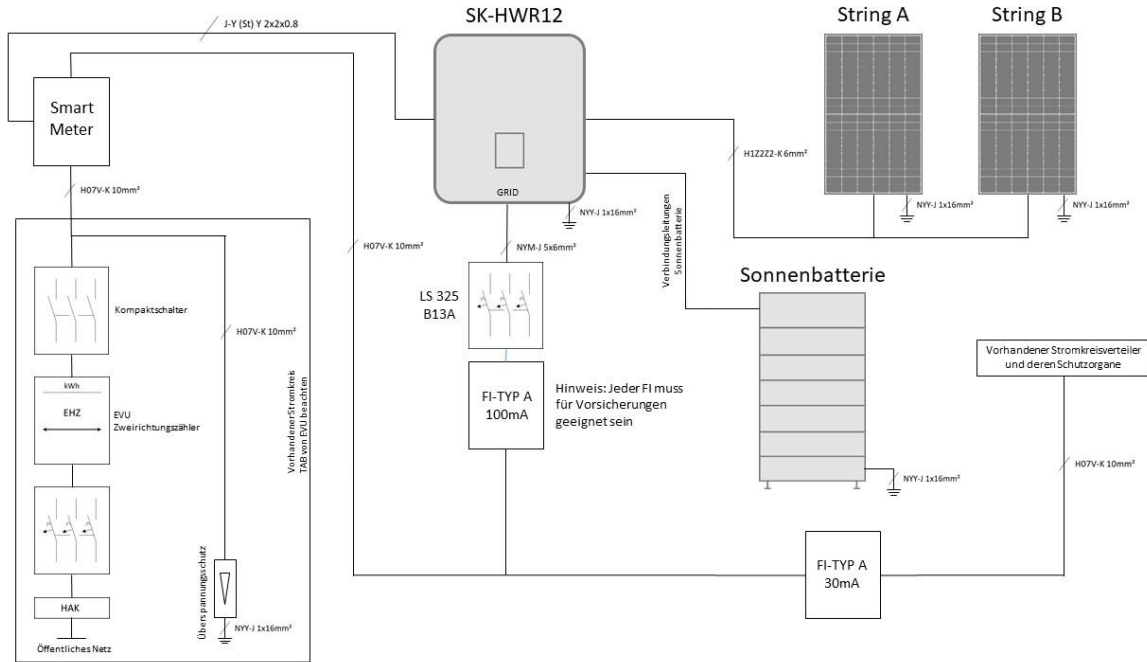 J-Y (St) Y 2x2x0.8
SK-HWR12
String A
String B
Smart
Meter
H07V-K 10mm²
H1Z2Z2-K 6mm²
NYY-J 1x16mm²
NYY-J 1x16mm²
GRID
NYY-J 1x16mm²
H07V-K 10mm²
NYM-J 5x6mm²
Verbindungsleitungen
Sonnenbatterie
Sonnenbatterie
LS 325
B13A
Kompaktschalter
H07V-K 10mm²
Vorhandener Stromkreisverteiler
und deren Schutzorgane
kWh
EHZ
EVU
Zweirichtungszähler
Vorhandener Stromkreis
TAB von EVU beachten
FI-TYP A
100mA
Hinweis: Jeder FI muss
für Vorsicherungen
geeignet sein
NYY-J 1x16mm²
H07V-K 10mm²
FI-TYP A
30mA
Überspannungsschutz
HAK
NYY-J 1x16mm²
Öffentliches Netz